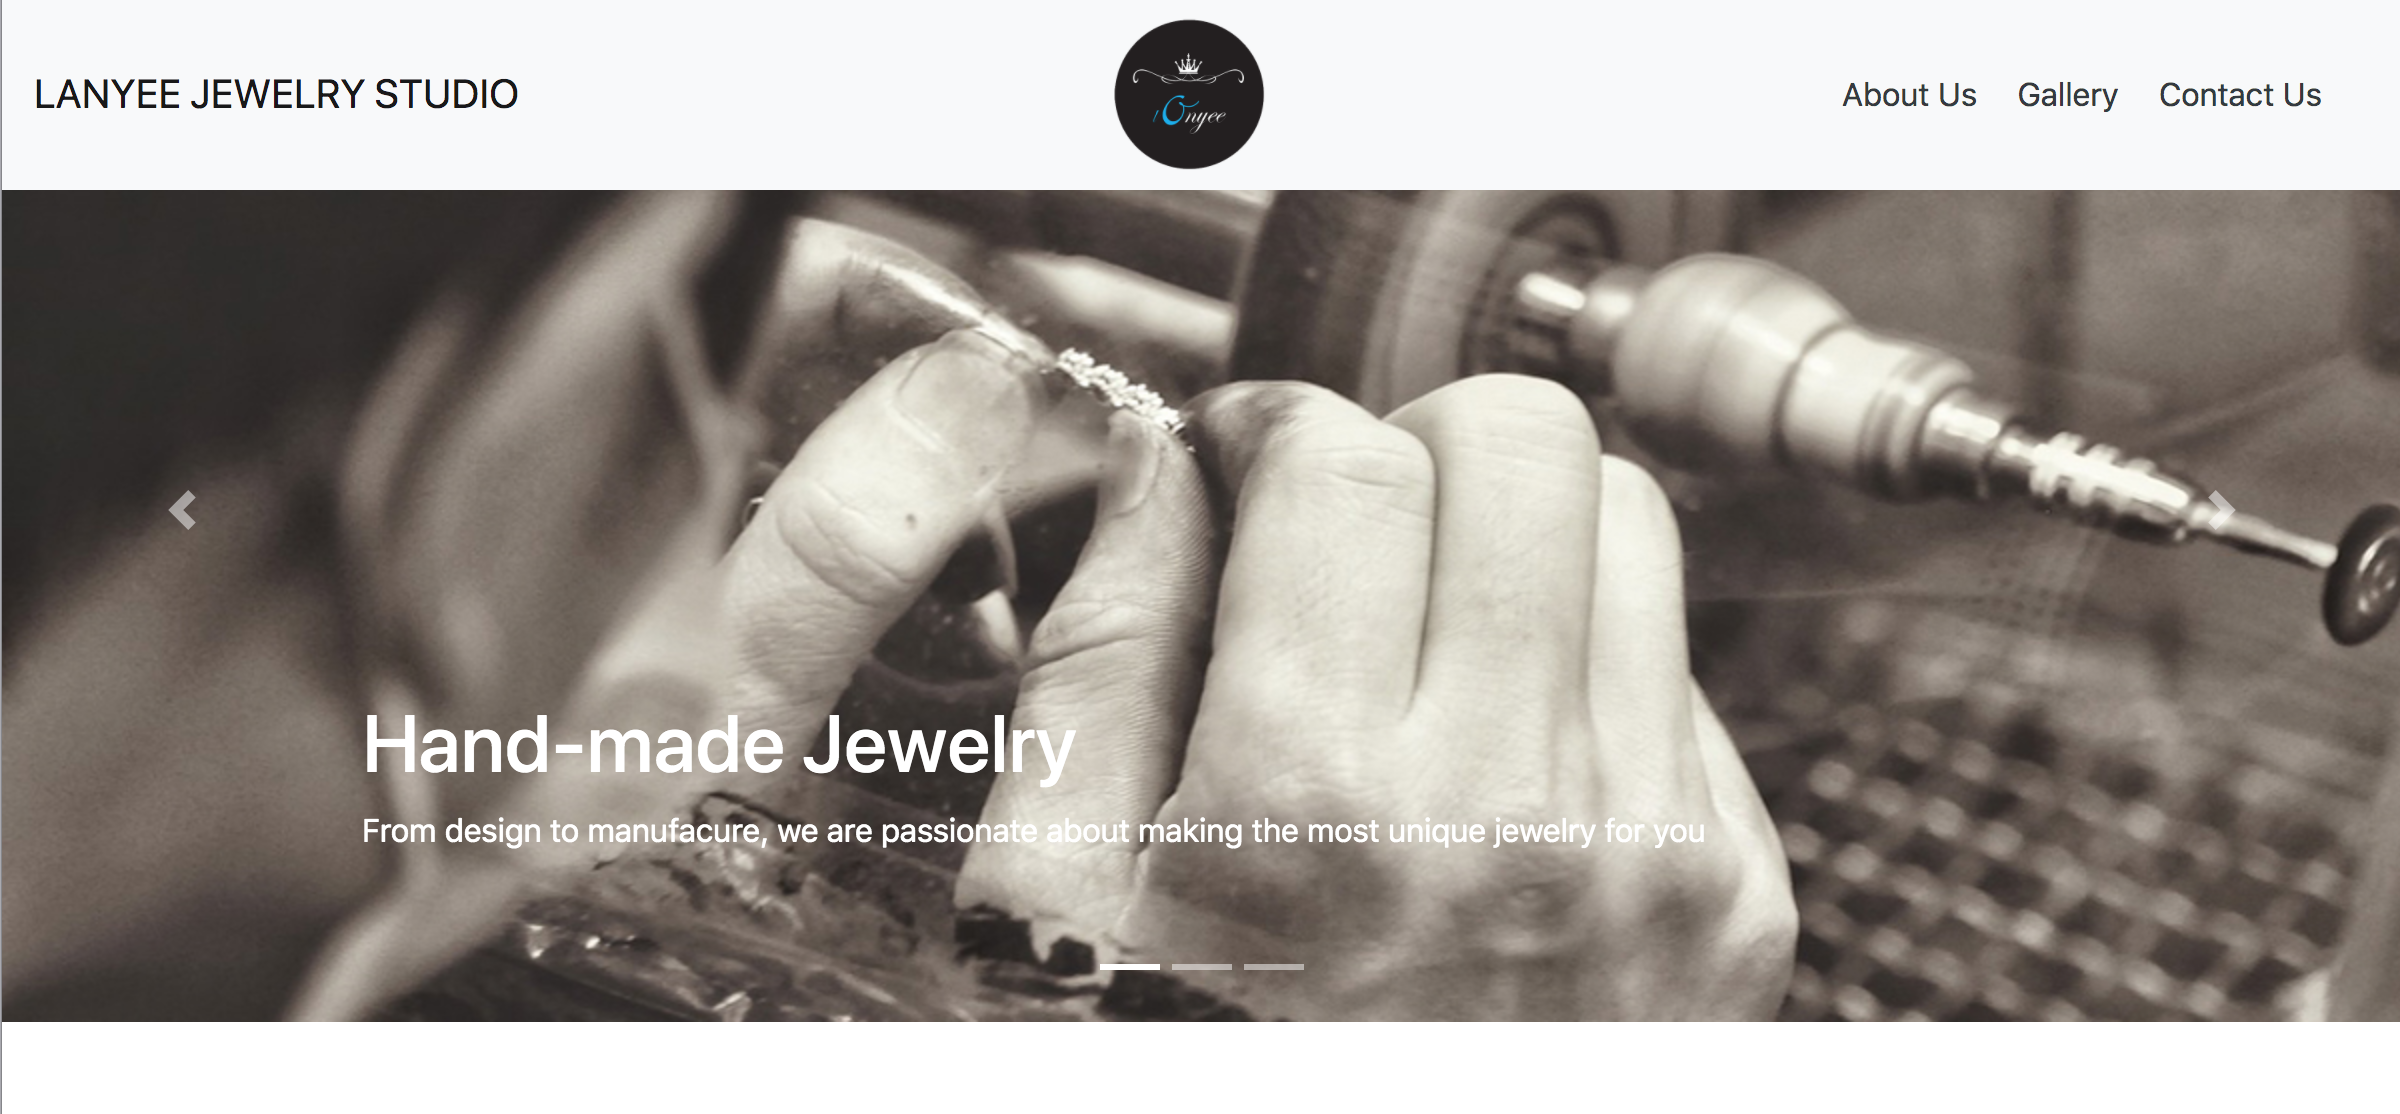 LANYEE JEWELRY STUDIO
lOnyee
About Us Gallery Contact Us
Hand-made Jewelry
From design to manufacure, we are passionate about making the most unique jewelry for you